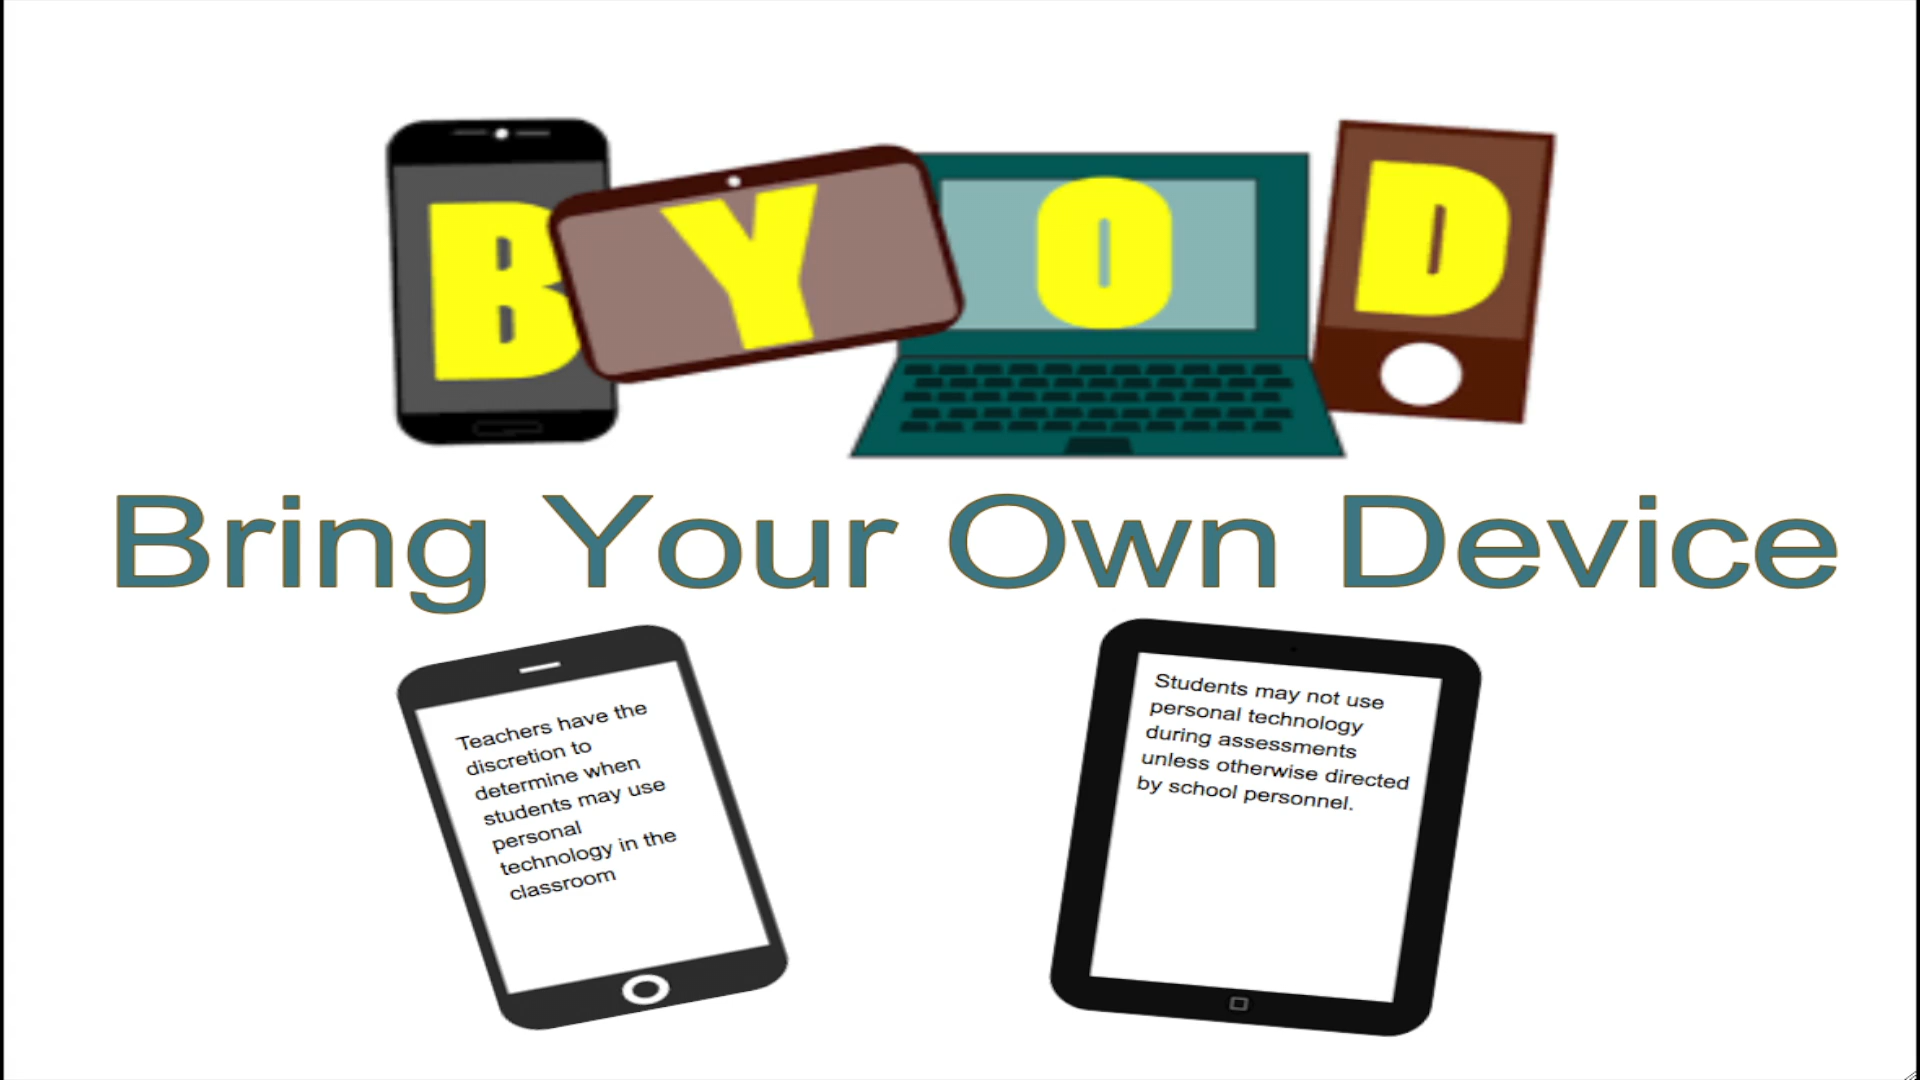 BYOD
Bring Your Own Device
Teachers have the
discretion to
determine when
students may use
personal
technology in the
classroom
Students may not use
personal technology
during assessments
unless otherwise directed
by school personnel.